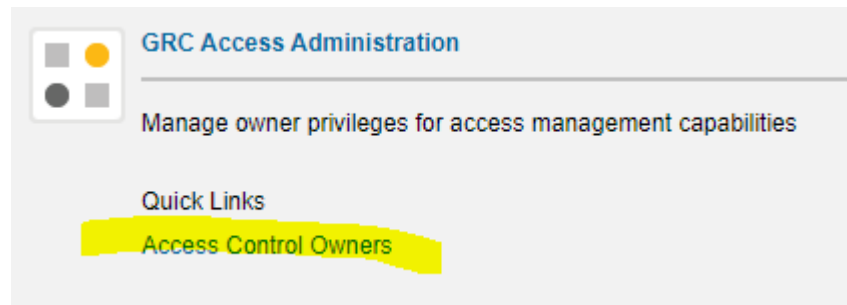 GRC Access Administration
Manage owner privileges for access management capabilities
Quick Links
Access Control Owners